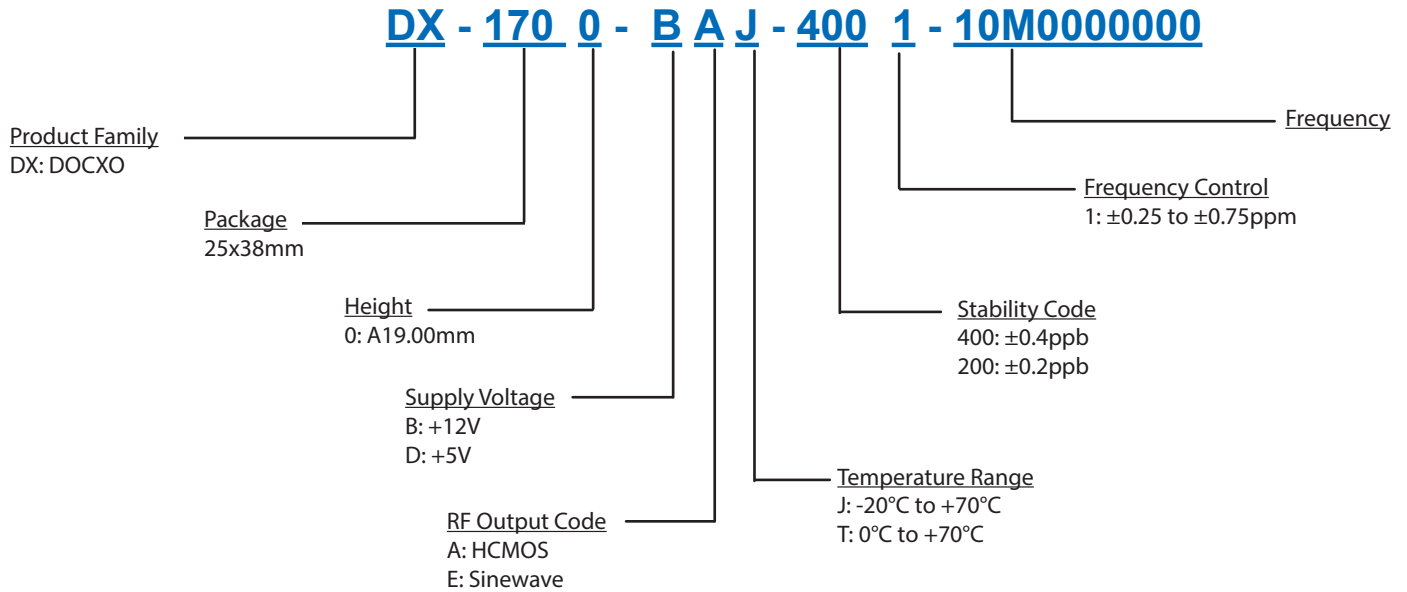 DX - 170 0 - B A J - 400 1 - 10M0000000
Product Family
DX: DOCXO
Package
25x38mm
Height
0: A19.00mm
Supply Voltage
B: +12V
D: +5V
RF Output Code
A: HCMOS
E: Sinewave
Frequency
Frequency Control
1: ±0.25 to ±0.75ppm
Stability Code
400: ±0.4ppb
200: ±0.2ppb
Temperature Range
J: -20°C to +70°C
T: 0°C to +70°C